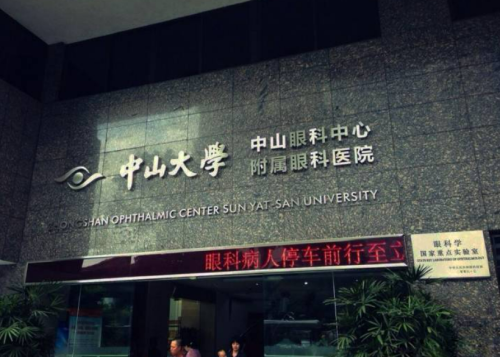 中山大學 中山眼科中心
附属眼科医院
ZHONGSHAN OPHTHALMIC CENTER SUN YAT-SAN UNIVERSITY
眼科病人停车前行至立
眼科学
国家重点实验室